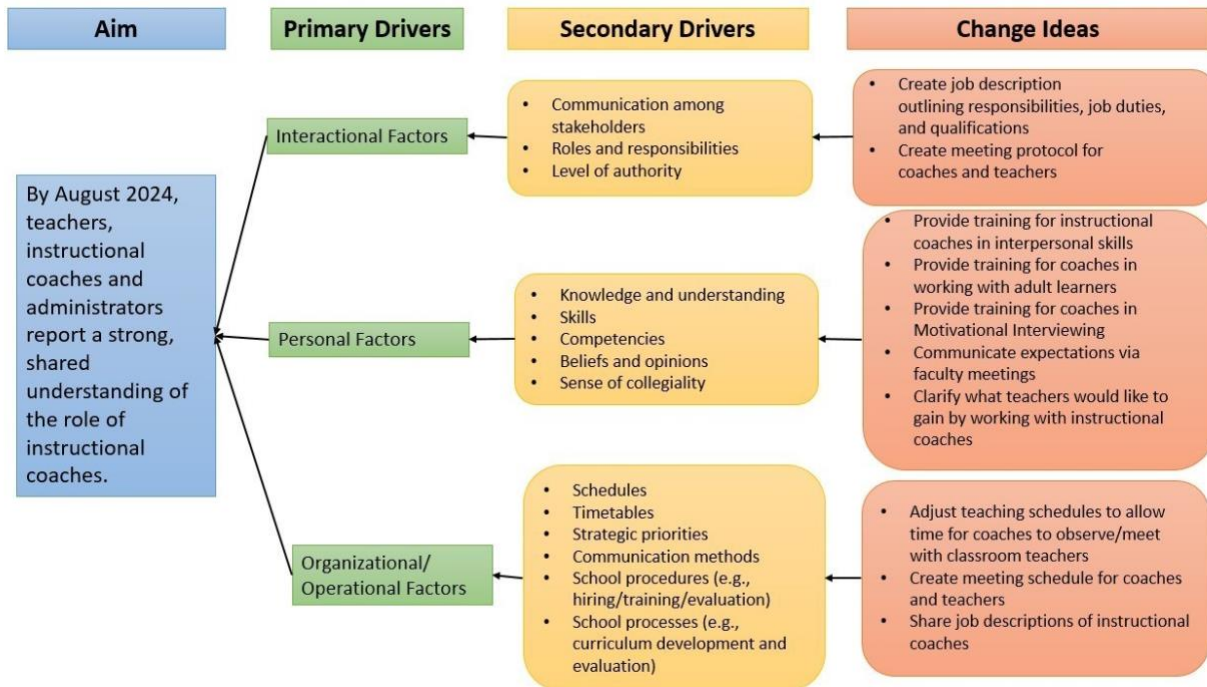 Aim
Primary Drivers
Secondary Drivers
Change Ideas
By August 2024,
teachers,
instructional
coaches and
administrators
report a strong,
shared
understanding of
the role of
instructional
coaches.
Interactional Factors
• Communication among
stakeholders
• Roles and responsibilities
• Level of authority
• Create job description
outlining responsibilities, job duties,
and qualifications
• Create meeting protocol for
coaches and teachers
Personal Factors
• Knowledge and understanding
• Skills
• Competencies
• Beliefs and opinions
• Sense of collegiality
• Provide training for instructional
coaches in interpersonal skills
• Provide training for coaches in
working with adult learners
• Provide training for coaches in
Motivational Interviewing
• Communicate expectations via
faculty meetings
• Clarify what teachers would like to
gain by working with instructional
coaches
Organizational/
Operational Factors
• Schedules
• Timetables
• Strategic priorities
• Communication methods
• School procedures (e.g.,
hiring/training/evaluation)
• School processes (e.g.,
curriculum development and
evaluation)
• Adjust teaching schedules to allow
time for coaches to observe/meet
with classroom teachers
• Create meeting schedule for coaches
and teachers
• Share job descriptions of instructional
coaches